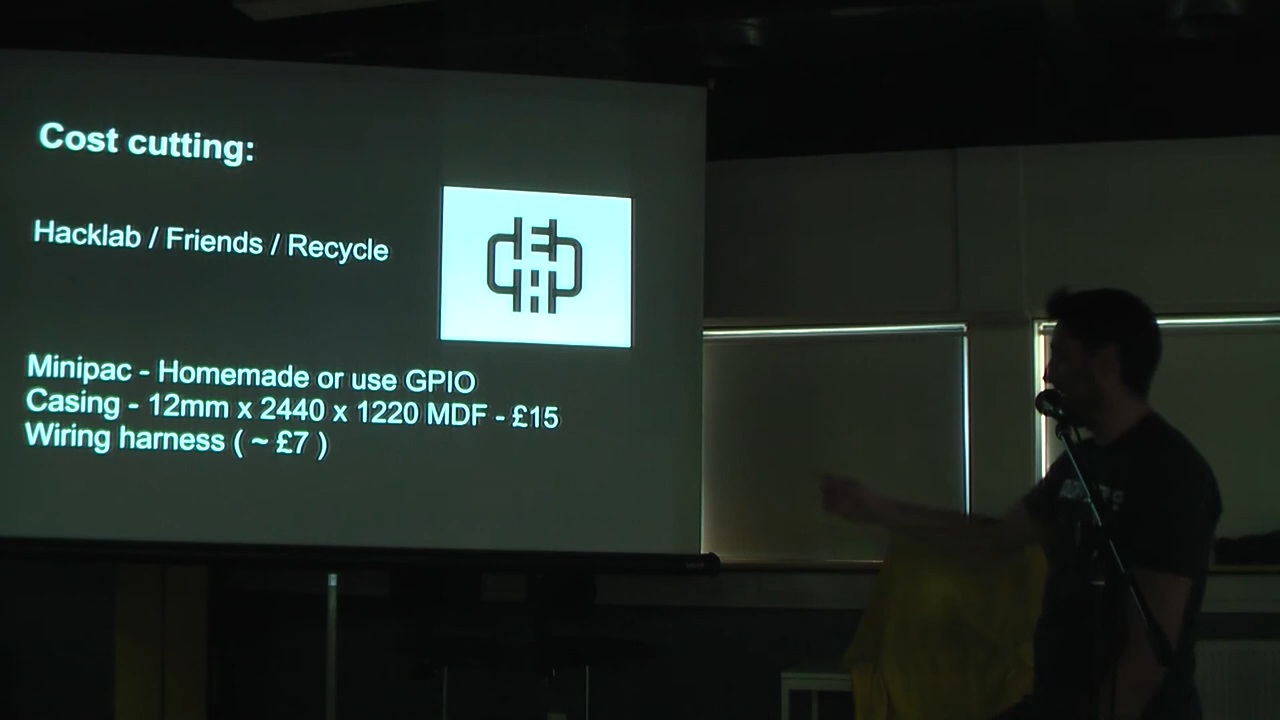 Cost cutting:
Hacklab / Friends / Recycle
Minipac - Homemade or use GPIO
Casing - 12mm x 2440 x 1220 MDF - £15
Wiring harness ( ~ £7 )